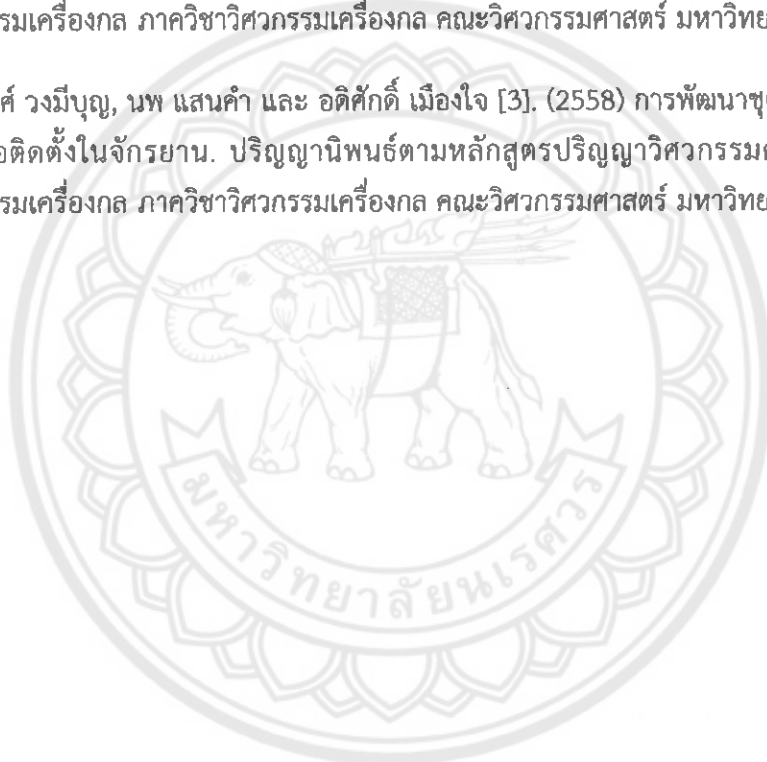 รมเครื่องกล ภาควิชาวิศวกรรมเครื่องกล คณะวิศวกรรมศาสตร์ มหาวิทย
ศ์ วงมีบุญ, นพ แสนคำ และ อดิศักดิ์ เมืองใจ [3]. (2558) การพัฒนาชุ
อติดตั้งในจักรยาน. ปริญญานิพนธ์ตามหลักสูตรปริญญาวิศวกรรม
รมเครื่องกล ภาควิชาวิศวกรรมเครื่องกล คณะวิศวกรรมศาสตร์ มหาวิทย
มหาวิทยาลัยนเรศวร